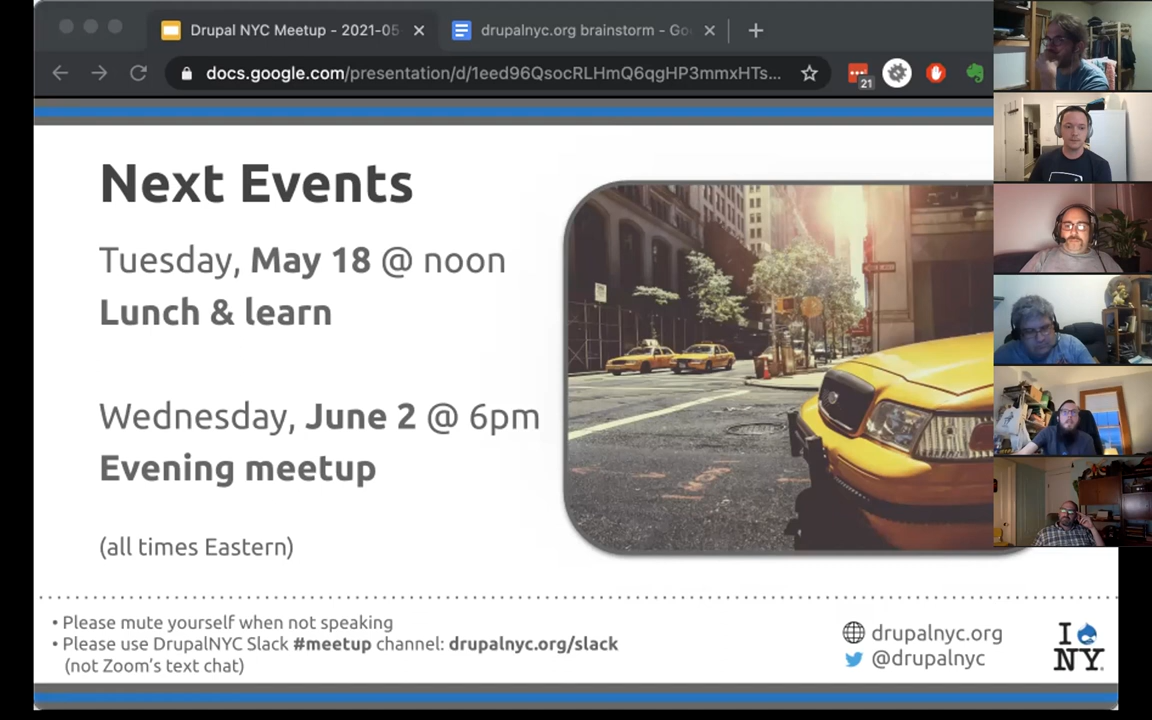 Drupal NYC Meetup - 2021-05
drupalnyc.org brainstorm - Go
docs.google.com/presentation/d/1eed96QsocRLHmQ6qgHP3mmxHTs...
21
Next Events
Tuesday, May 18 @ noon
Lunch & learn
Wednesday, June 2 @ 6pm
Evening meetup
(all times Eastern)
• Please mute yourself when not speaking
• Please use DrupalNYC Slack #meetup channel: drupalnyc.org/slack
(not Zoom's text chat)
drupalnyc.org
@drupalnyc
I
NY.